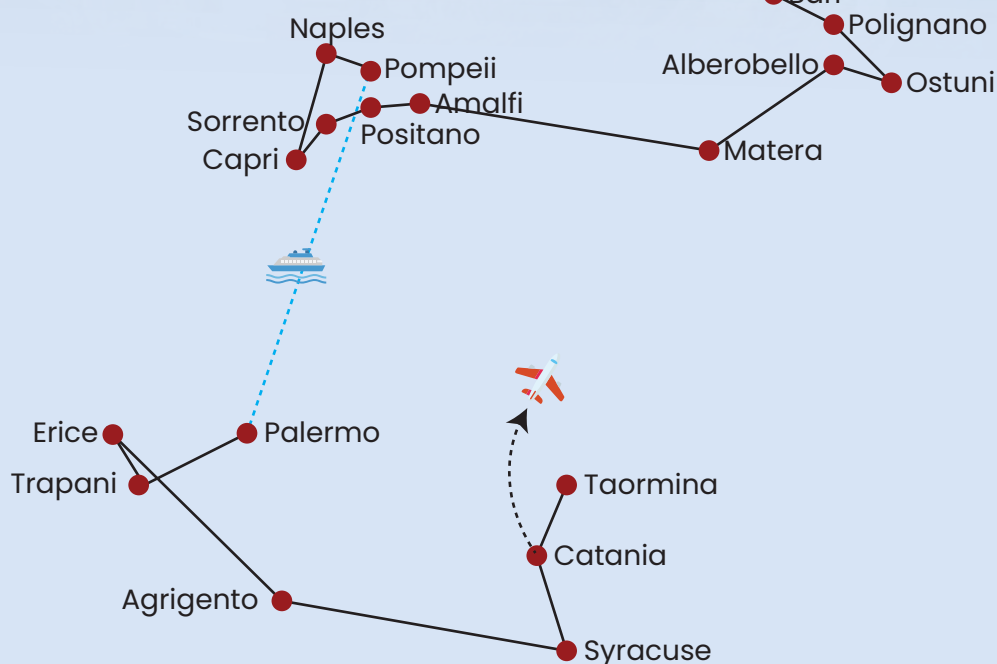 Naples
Polignano
Pompeii
Alberobello
Ostuni
Amalfi
Sorrento
Positano
Capri
Matera
Erice
Palermo
Trapani
Taormina
Catania
Agrigento
Syracuse